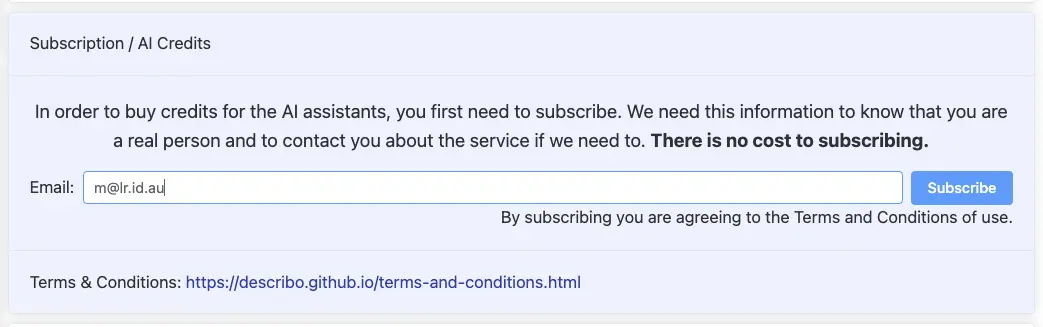 Subscription / AI Credits
In order to buy credits for the AI assistants, you first need to subscribe. We need this information to know that you are
a real person and to contact you about the service if we need to. There is no cost to subscribing.
Email: m@lr.id.au Subscribe
By subscribing you are agreeing to the Terms and Conditions of use.
Terms & Conditions: https://describo.github.io/terms-and-conditions.html